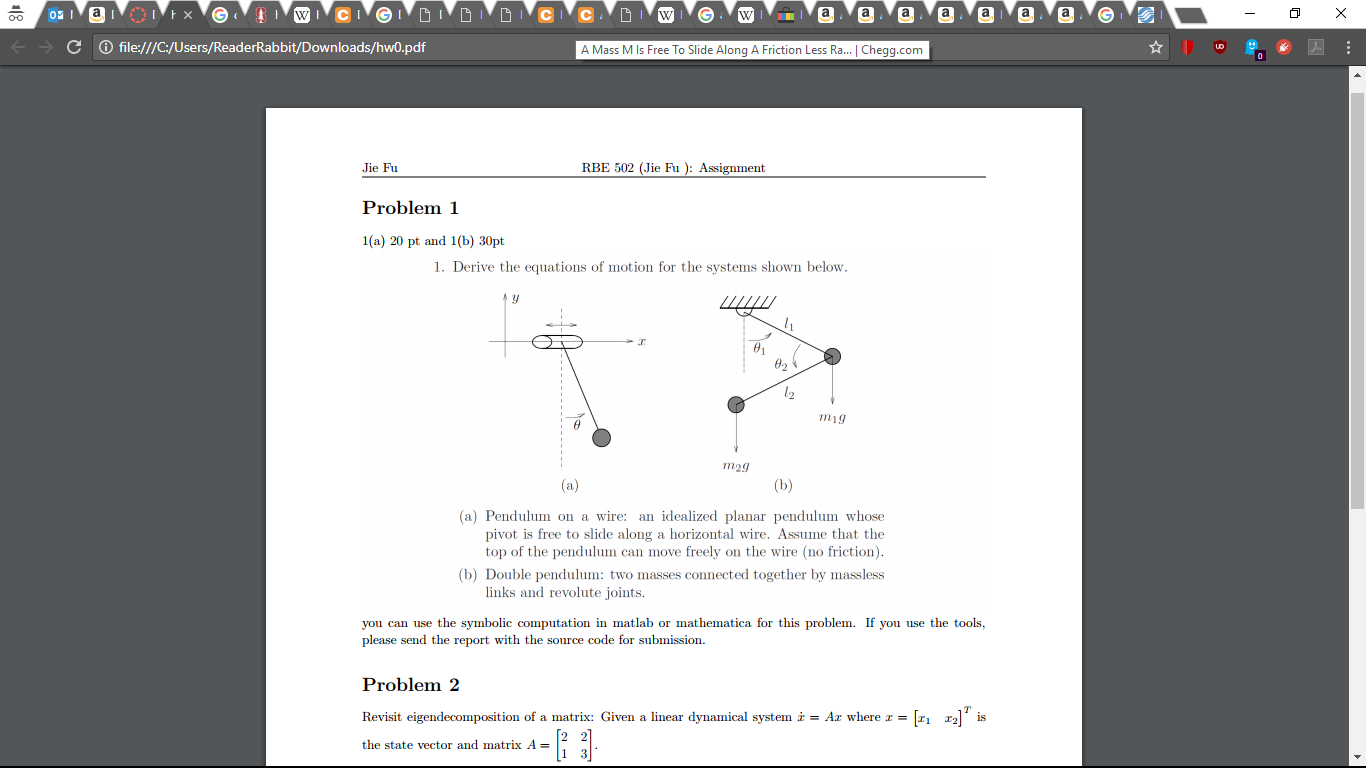 file:///C:/Users/ReaderRabbit/Downloads/hw0.pdf
A Mass M Is Free To Slide Along A Friction Less Ra... | Chegg.com
Jie Fu RBE 502 (Jie Fu ): Assignment
Problem 1
1(a) 20 pt and 1(b) 30pt
1. Derive the equations of motion for the systems shown below.
y
x
θ
(a)
l₁
θ₁
θ₂
l₂
m₁g
m₂g
(b)
(a) Pendulum on a wire: an idealized planar pendulum whose
pivot is free to slide along a horizontal wire. Assume that the
top of the pendulum can move freely on the wire (no friction).
(b) Double pendulum: two masses connected together by massless
links and revolute joints.
you can use the symbolic computation in matlab or mathematica for this problem. If you use the tools,
please send the report with the source code for submission.
Problem 2
Revisit eigendecomposition of a matrix: Given a linear dynamical system ẋ = Ax where x = [x₁ x₂]ᵀ is
the state vector and matrix A = [2 2
1 3].